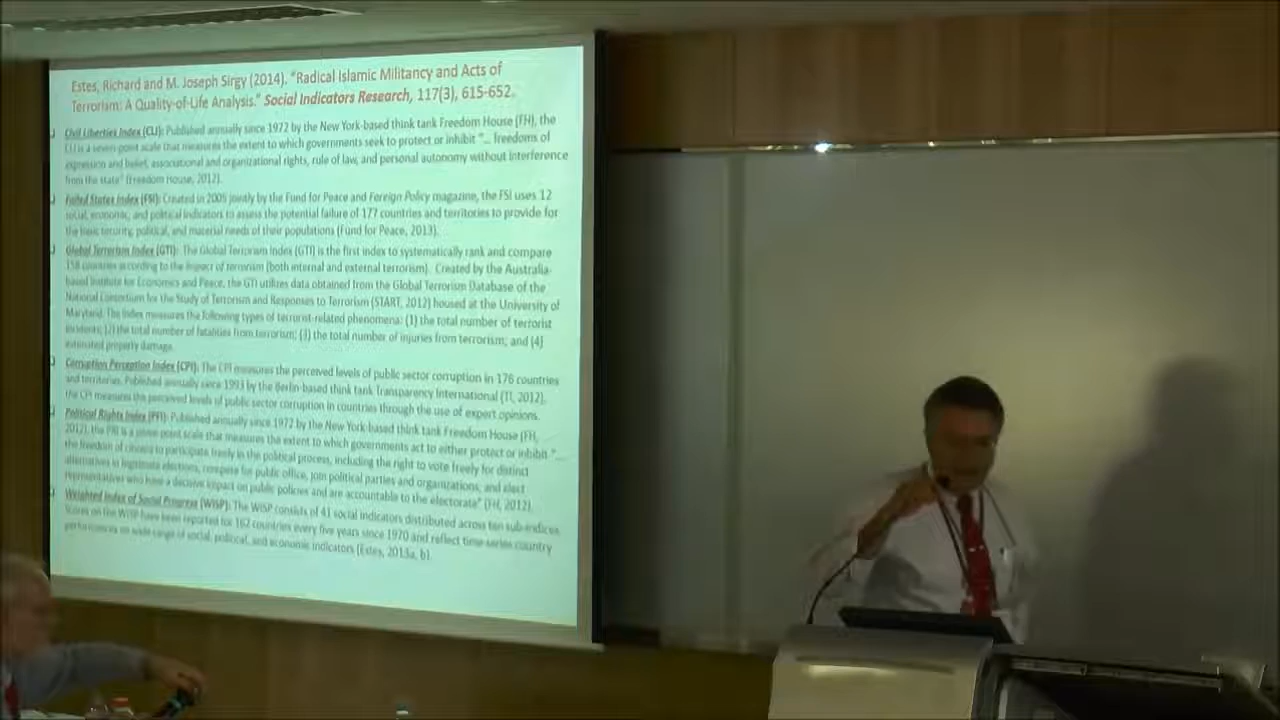 Estes, Richard and M. Joseph Sirgy (2014). "Radical Islamic Militancy and Acts of
Terrorism: A Quality-of-Life Analysis." Social Indicators Research, 117(3), 615-652.
Civil Liberties Index (CLI): Published annually since 1972 by the New York-based think tank Freedom House (FH), the
CLI is a seven-point scale that measures the extent to which governments seek to protect or inhibit "... freedoms of
expression and belief, associational and organizational rights, rule of law, and personal autonomy without interference
from the state" (Freedom House, 2012).
Failed States Index (FSI): Created in 2005 jointly by the Fund for Peace and Foreign Policy magazine, the FSI uses 12
social, economic, and political indicators to assess the potential failure of 177 countries and territories to provide for
the basic security, political, and material needs of their populations (Fund for Peace, 2013).
Global Terrorism Index (GTI): The Global Terrorism Index (GTI) is the first index to systematically rank and compare
158 countries according to the impact of terrorism (both internal and external terrorism). Created by the Australia-
based Institute for Economics and Peace, the GTI utilizes data obtained from the Global Terrorism Database of the
National Consortium for the Study of Terrorism and Responses to Terrorism (START, 2012) housed at the University of
Maryland. The index measures the following types of terrorist-related phenomena: (1) the total number of terrorist
incidents; (2) the total number of fatalities from terrorism; (3) the total number of injuries from terrorism; and (4)
estimated property damage.
Corruption Perception Index (CPI): The CPI measures the perceived levels of public sector corruption in 176 countries
and territories. Published annually since 1993 by the Berlin-based think tank Transparency International (TI, 2012),
the CPI measures the perceived levels of public sector corruption in countries through the use of expert opinions.
Political Rights Index (PFI): Published annually since 1972 by the New York-based think tank Freedom House (FH,
2012), the PRI is a seven-point scale that measures the extent to which governments act to either protect or inhibit "...
the freedom of citizens to participate freely in the political process, including the right to vote freely for distinct
alternatives in legitimate elections, compete for public office, join political parties and organizations, and elect
representatives who have a decisive impact on public policies and are accountable to the electorate" (FH, 2012).
Weighted Index of Social Progress (WISP): The WISP consists of 41 social indicators distributed across ten sub-indices.
Scores on the WISP have been reported for 162 countries every five years since 1970 and reflect time-series country
performances on wide range of social, political, and economic indicators (Estes, 2013a, b).